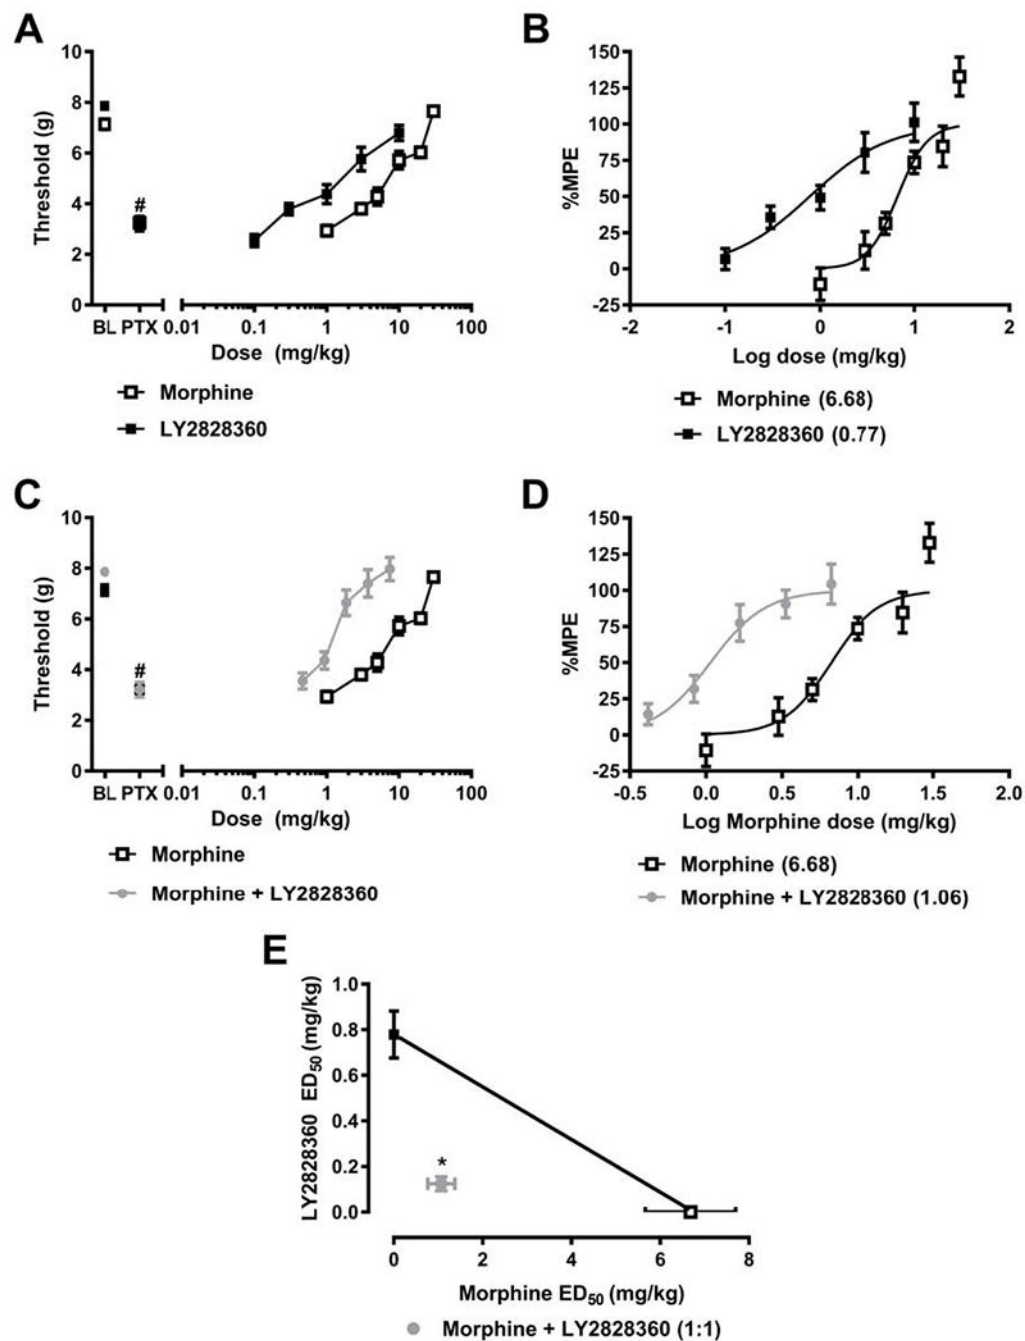 A
Threshold (g)
10
8
6
4
2
0
#
BL PTX 0.01 0.1 1 10 100
Dose (mg/kg)
Morphine
LY2828360
B
%MPE
150
125
100
75
50
25
0
-25
-2 -1 0 1 2
Log dose (mg/kg)
Morphine (6.68)
LY2828360 (0.77)
C
Threshold (g)
10
8
6
4
2
0
#
BL PTX 0.01 0.1 1 10 100
Dose (mg/kg)
Morphine
Morphine + LY2828360
D
%MPE
150
125
100
75
50
25
0
-25
-0.5 0.0 0.5 1.0 1.5 2.0
Log Morphine dose (mg/kg)
Morphine (6.68)
Morphine + LY2828360 (1.06)
E
LY2828360 ED50 (mg/kg)
1.0
0.8
0.6
0.4
0.2
0.0
*
0 2 4 6 8
Morphine ED50 (mg/kg)
Morphine + LY2828360 (1:1)